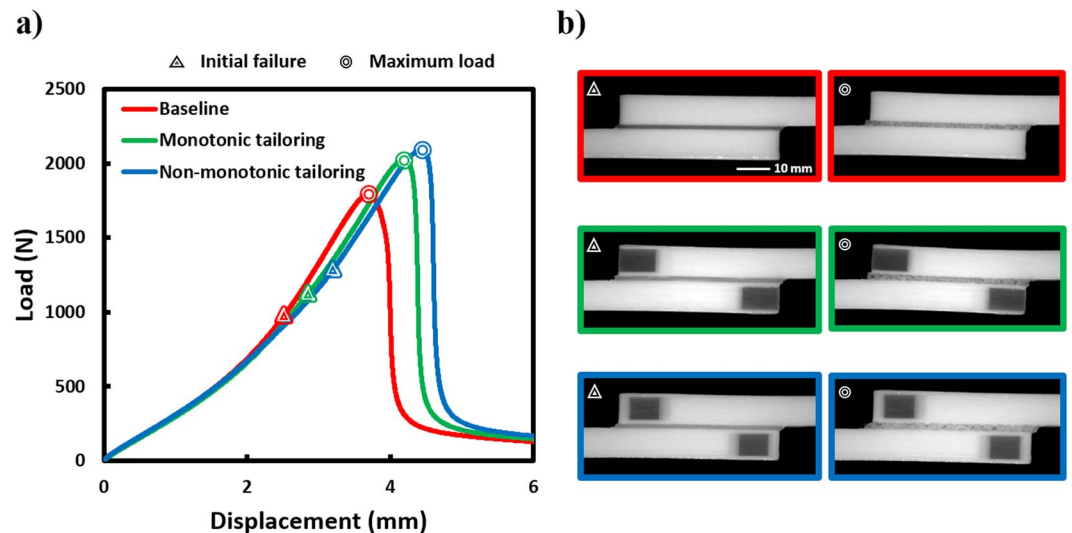 a)
Initial failure
Maximum load
2500
2000
1500
1000
500
0
Load (N)
Baseline
Monotonic tailoring
Non-monotonic tailoring
0 2 4 6
Displacement (mm)
b)
10 mm